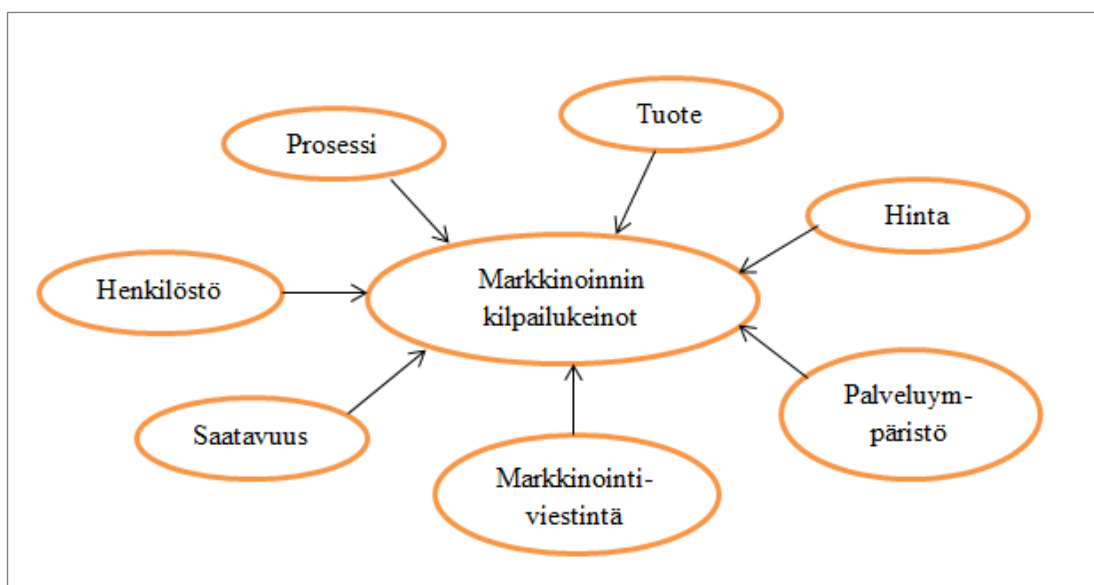 Tuote
Prosessi
Hinta
Markkinoinnin
kilpailukeinot
Henkilöstö
Palveluym-
päristö
Saatavuus
Markkinointi-
viestintä